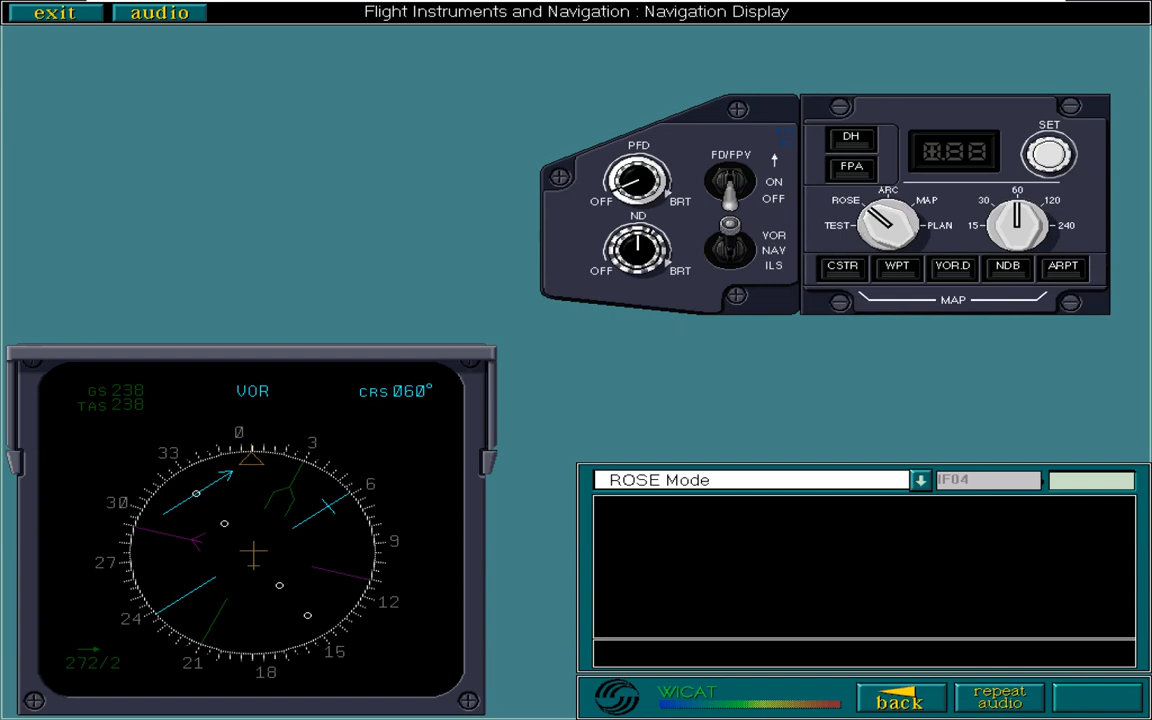 exit audio Flight Instruments and Navigation : Navigation Display
PFD
OFF BRT
ND
OFF BRT
FD/FPV
ON
OFF
VOR
NAV
ILS
DH
FPA
SET
ROSE ARC MAP
TEST PLAN
15 30 60 120 240
CSTR WPT VOR.D NDB ARPT
MAP
GS 238
TAS 238
VOR
CRS 060°
0 3 6 9 12 15 18 21 24 27 30 33
272/2
ROSE Mode
IF04
WICAT
back
repeat
audio